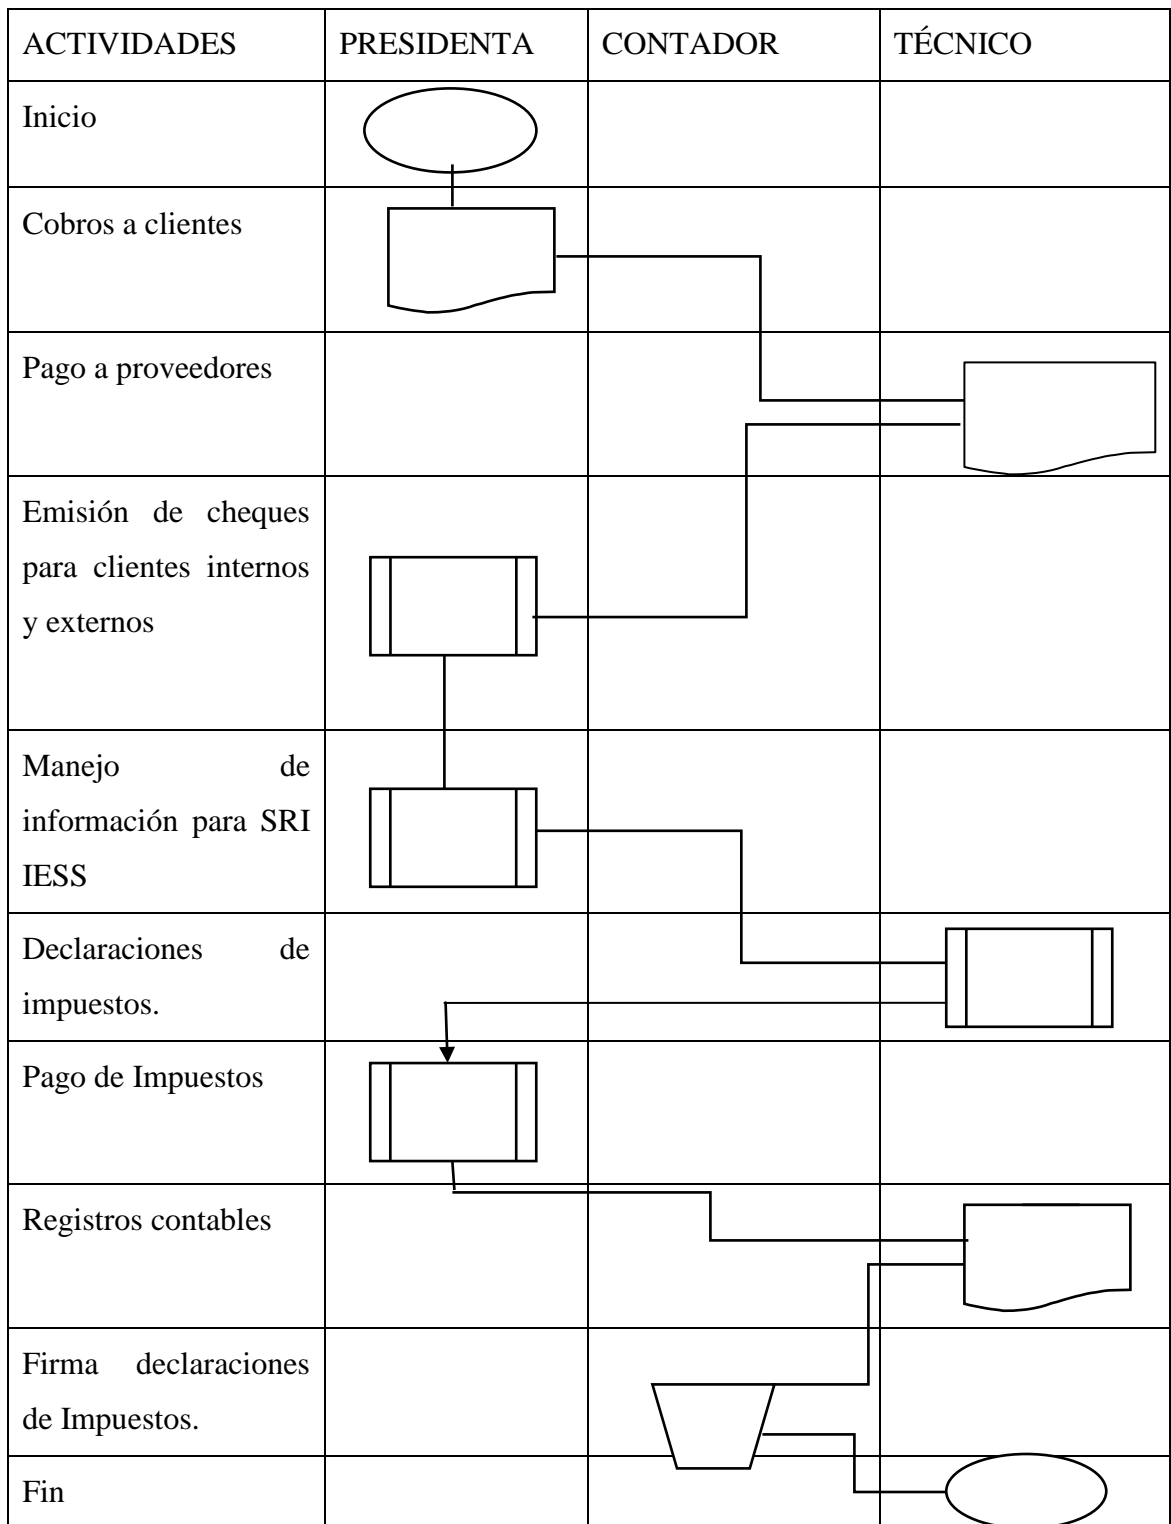 ACTIVIDADES PRESIDENTA CONTADOR TÉCNICO
Inicio
Cobros a clientes
Pago a proveedores
Emisión de cheques
para clientes internos
y externos
Manejo de
información para SRI
IESS
Declaraciones de
impuestos.
Pago de Impuestos
Registros contables
Firma declaraciones
de Impuestos.
Fin